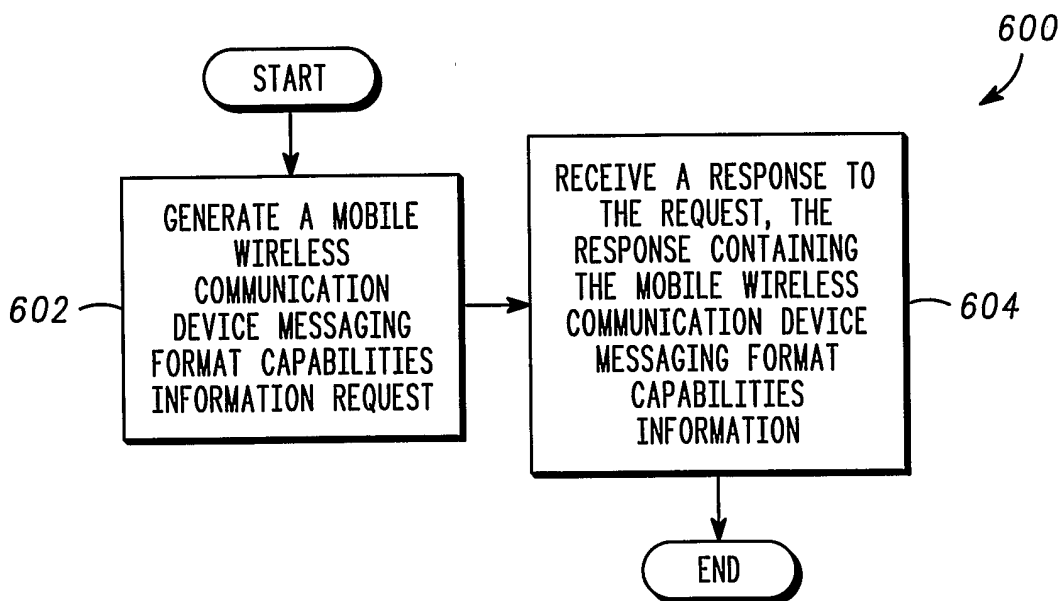 600
START
GENERATE A MOBILE
WIRELESS
COMMUNICATION
DEVICE MESSAGING
FORMAT CAPABILITIES
INFORMATION REQUEST
602
RECEIVE A RESPONSE TO
THE REQUEST, THE
RESPONSE CONTAINING
THE MOBILE WIRELESS
COMMUNICATION DEVICE
MESSAGING FORMAT
CAPABILITIES
INFORMATION
604
END